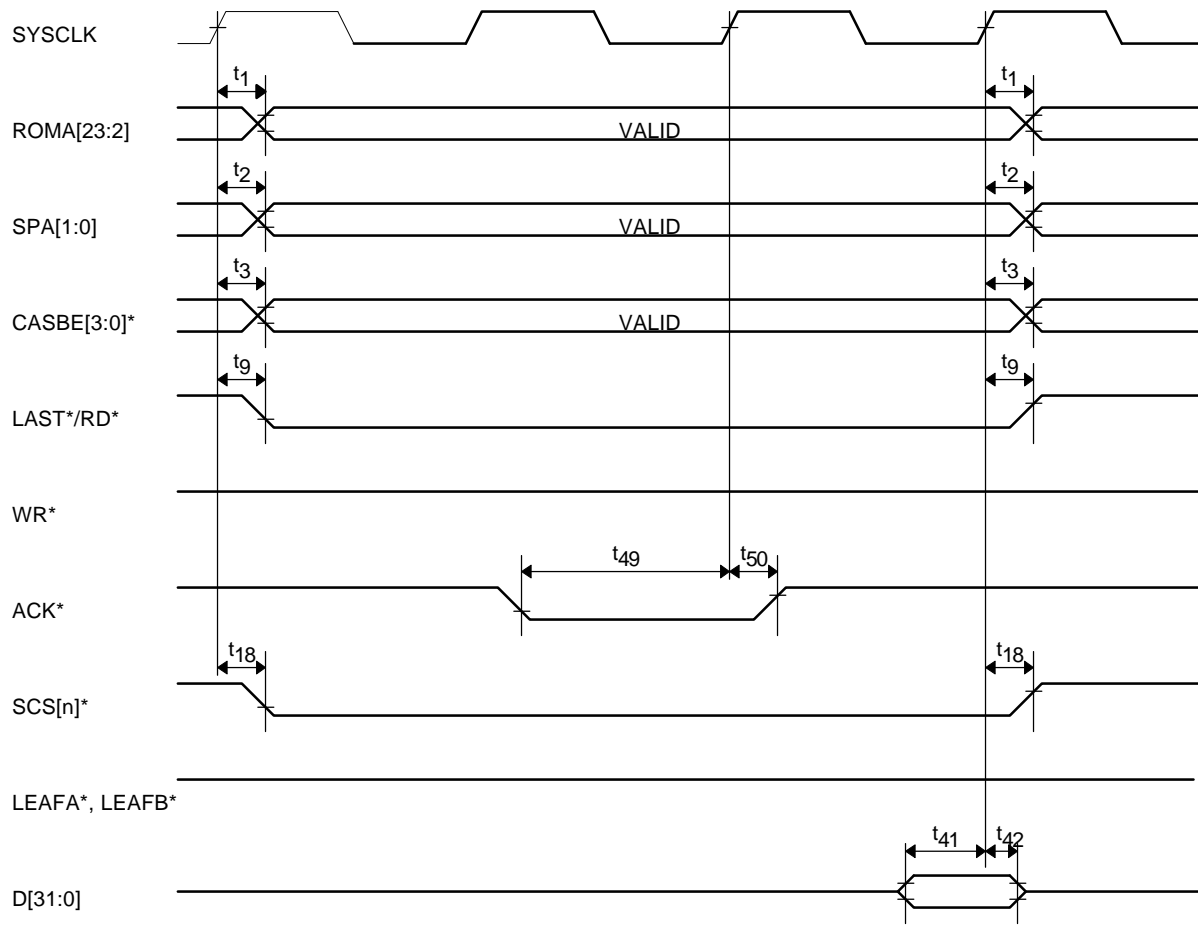 SYSCLK
t1 t1
ROMA[23:2] VALID
t2 t2
SPA[1:0] VALID
t3 t3
CASBE[3:0]* VALID
t9 t9
LAST*/RD*
WR*
t49 t50
ACK*
t18 t18
SCS[n]*
LEAFA*, LEAFB*
t41 t42
D[31:0]